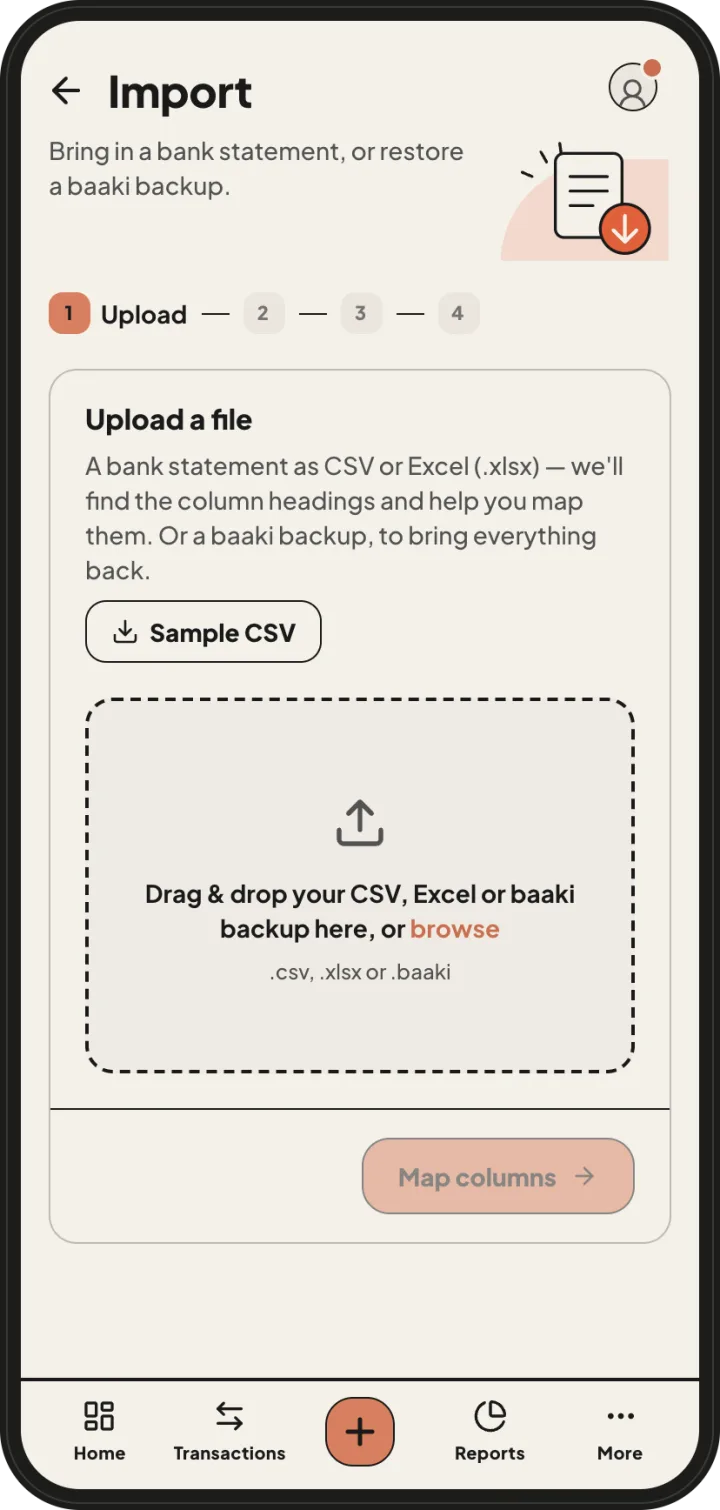 Import
Bring in a bank statement, or restore
a baaki backup.
1 Upload — 2 — 3 — 4
Upload a file
A bank statement as CSV or Excel (.xlsx) — we'll
find the column headings and help you map
them. Or a baaki backup, to bring everything
back.
Sample CSV
Drag & drop your CSV, Excel or baaki
backup here, or browse
.csv, .xlsx or .baaki
Map columns
Home Transactions Reports More